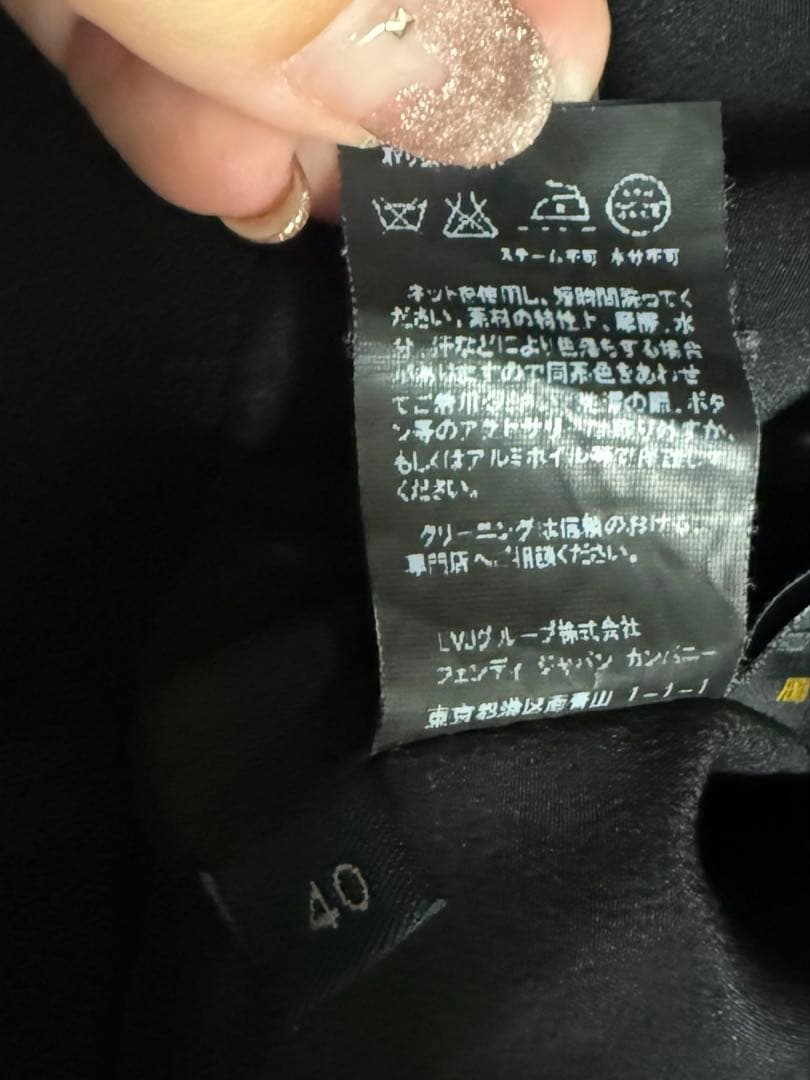 スチーム不可 水分不可
ネットを使用し、短時間洗ってく
ださい。素材の特性上、摩擦、水
分、汗などにより色落ちする場合
がありますので同系色をあわせ
てご着用ください。洗濯の際、ボタ
ン等のアクセサリーは取りはずすか、
もしくはアルミホイル等で保護して
ください。
クリーニングは信頼のおける
専門店へご相談ください。
LVJグループ株式会社
フェンディ ジャパン カンパニー
東京都港区南青山 1-1-1
40